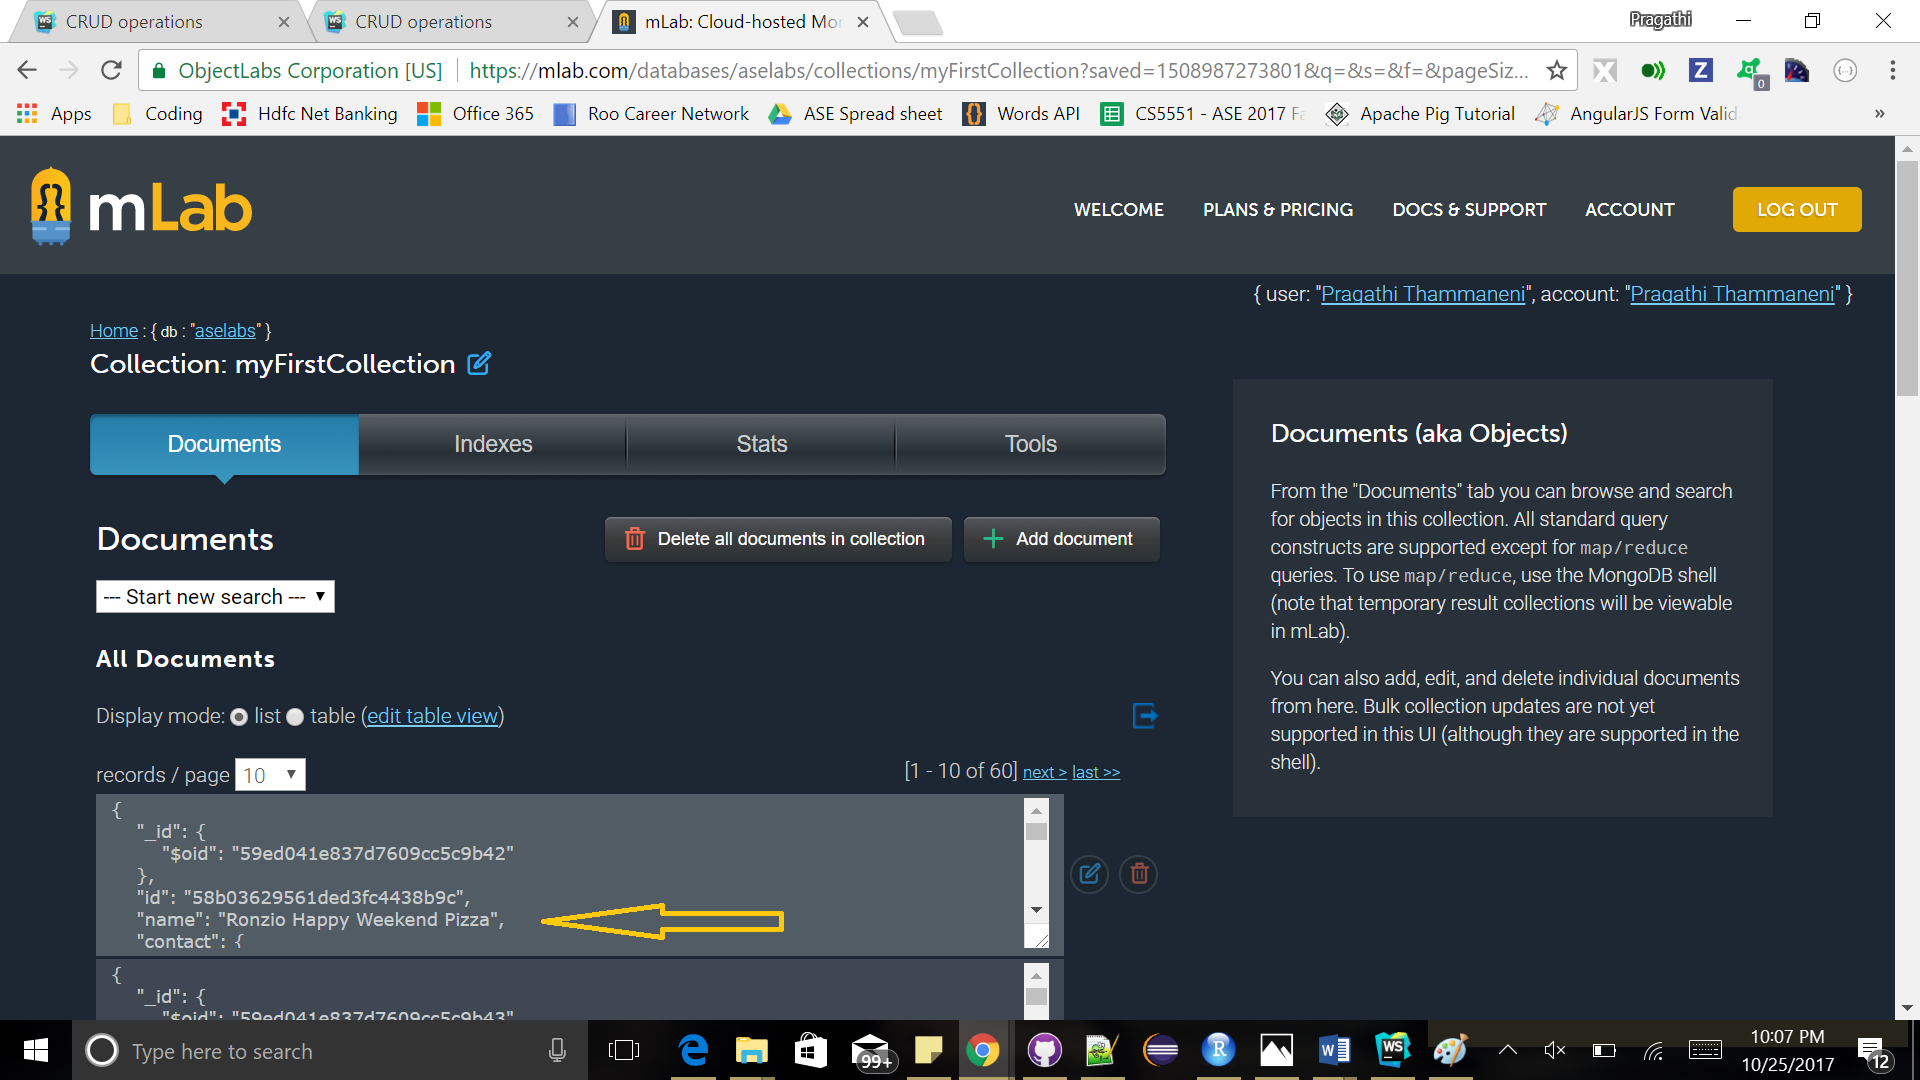 CRUD operations
CRUD operations
mLab: Cloud-hosted Mon
Pragathi
ObjectLabs Corporation [US]
https://mlab.com/databases/aselabs/collections/myFirstCollection?saved=1508987273801&q=&s=&f=&pageSiz...
0
Apps
Coding
Hdfc Net Banking
Office 365
Roo Career Network
ASE Spread sheet
Words API
CS5551 - ASE 2017 Fa
Apache Pig Tutorial
AngularJS Form Valid
»
mLab
WELCOME
PLANS & PRICING
DOCS & SUPPORT
ACCOUNT
LOG OUT
{ user: "Pragathi Thammaneni", account: "Pragathi Thammaneni" }
Home : { db : "aselabs" }
Collection: myFirstCollection
Documents
Indexes
Stats
Tools
Documents
Delete all documents in collection
Add document
--- Start new search ---
All Documents
Display mode: list table (edit table view)
records / page 10
[1 - 10 of 60] next > last >>
{
"_id": {
"$oid": "59ed041e837d7609cc5c9b42"
},
"id": "58b03629561ded3fc4438b9c",
"name": "Ronzio Happy Weekend Pizza",
"contact": {
{
"_id": {
"$oid": "59ed041e837d7609cc5c9b43"
Documents (aka Objects)
From the "Documents" tab you can browse and search
for objects in this collection. All standard query
constructs are supported except for map/reduce
queries. To use map/reduce, use the MongoDB shell
(note that temporary result collections will be viewable
in mLab).
You can also add, edit, and delete individual documents
from here. Bulk collection updates are not yet
supported in this UI (although they are supported in the
shell).
Type here to search
99+
R
WS
10:07 PM
10/25/2017
12